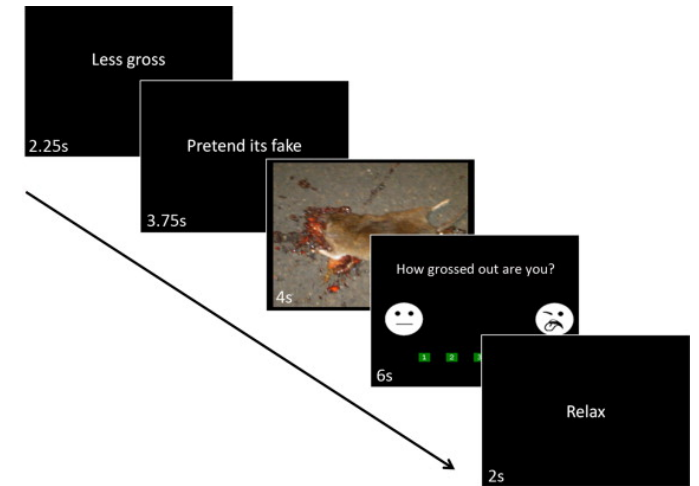 Less gross
2.25s
Pretend its fake
3.75s
4s
How grossed out are you?
1 2
6s
Relax
2s